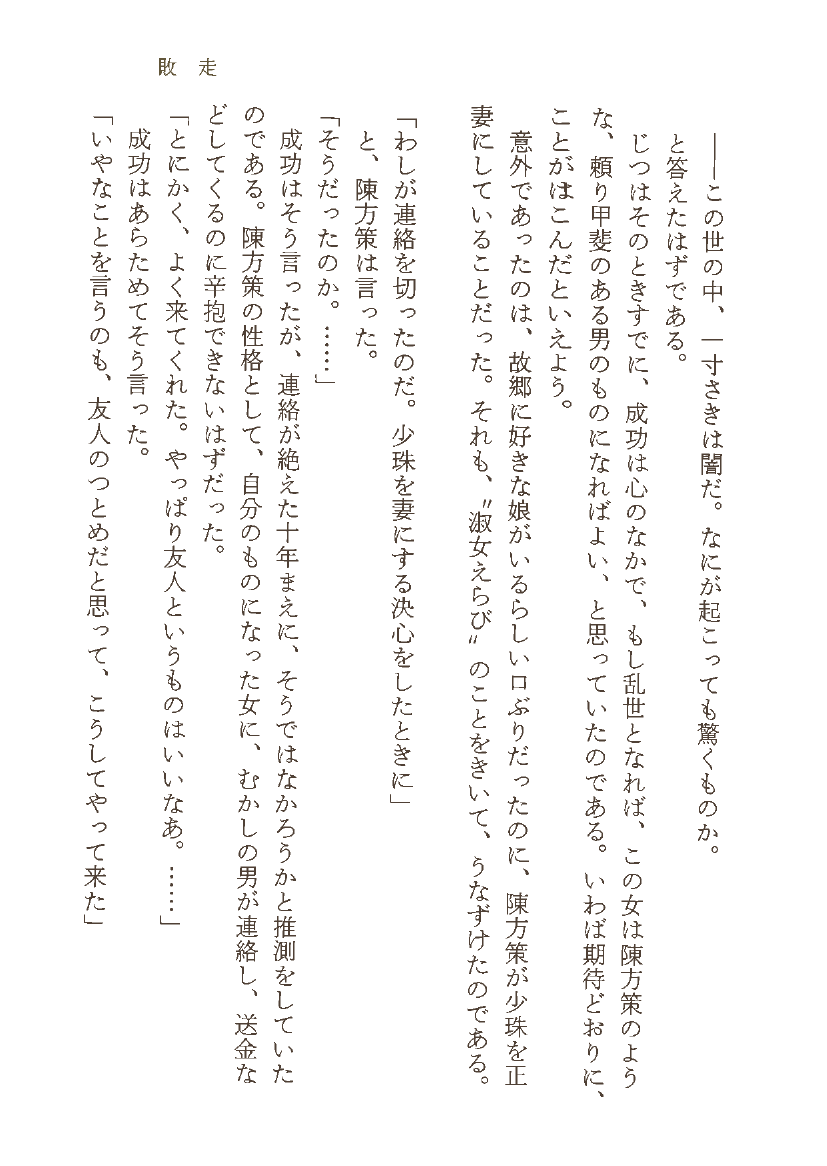 敗走
――この世の中、一寸さきは闇だ。なにが起こっても驚くものか。
と答えたはずである。
じつはそのときすでに、成功は心のなかで、もし乱世となれば、この女は陳方策のよう
な、頼り甲斐のある男のものになればよい、と思っていたのである。いわば期待どおりに、
ことがはこんだといえよう。
意外であったのは、故郷に好きな娘がいるらしい口ぶりだったのに、陳方策が少珠を正
妻にしていることだった。それも、〝淑女えらび〟のことをきいて、うなずけたのである。
「わしが連絡を切ったのだ。少珠を妻にする決心をしたときに」
と、陳方策は言った。
「そうだったのか。……」
成功はそう言ったが、連絡が絶えた十年まえに、そうではなかろうかと推測をしていた
のである。陳方策の性格として、自分のものになった女に、むかしの男が連絡し、送金な
どしてくるのに辛抱できないはずだった。
「とにかく、よく来てくれた。やっぱり友人というものはいいなあ。……」
成功はあらためてそう言った。
「いやなことを言うのも、友人のつとめだと思って、こうしてやって来た」